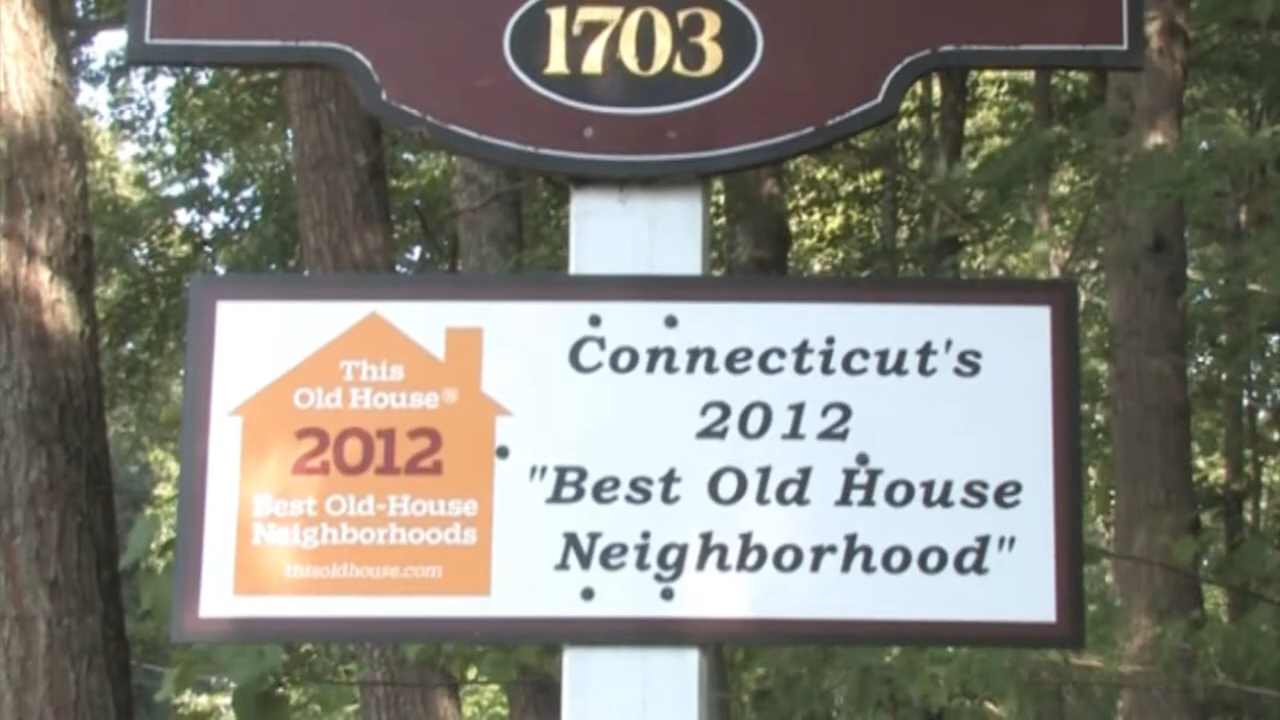 1703
This
Old House®
2012
Best Old-House
Neighborhoods
thisoldhouse.com
Connecticut's
2012
"Best Old House
Neighborhood"